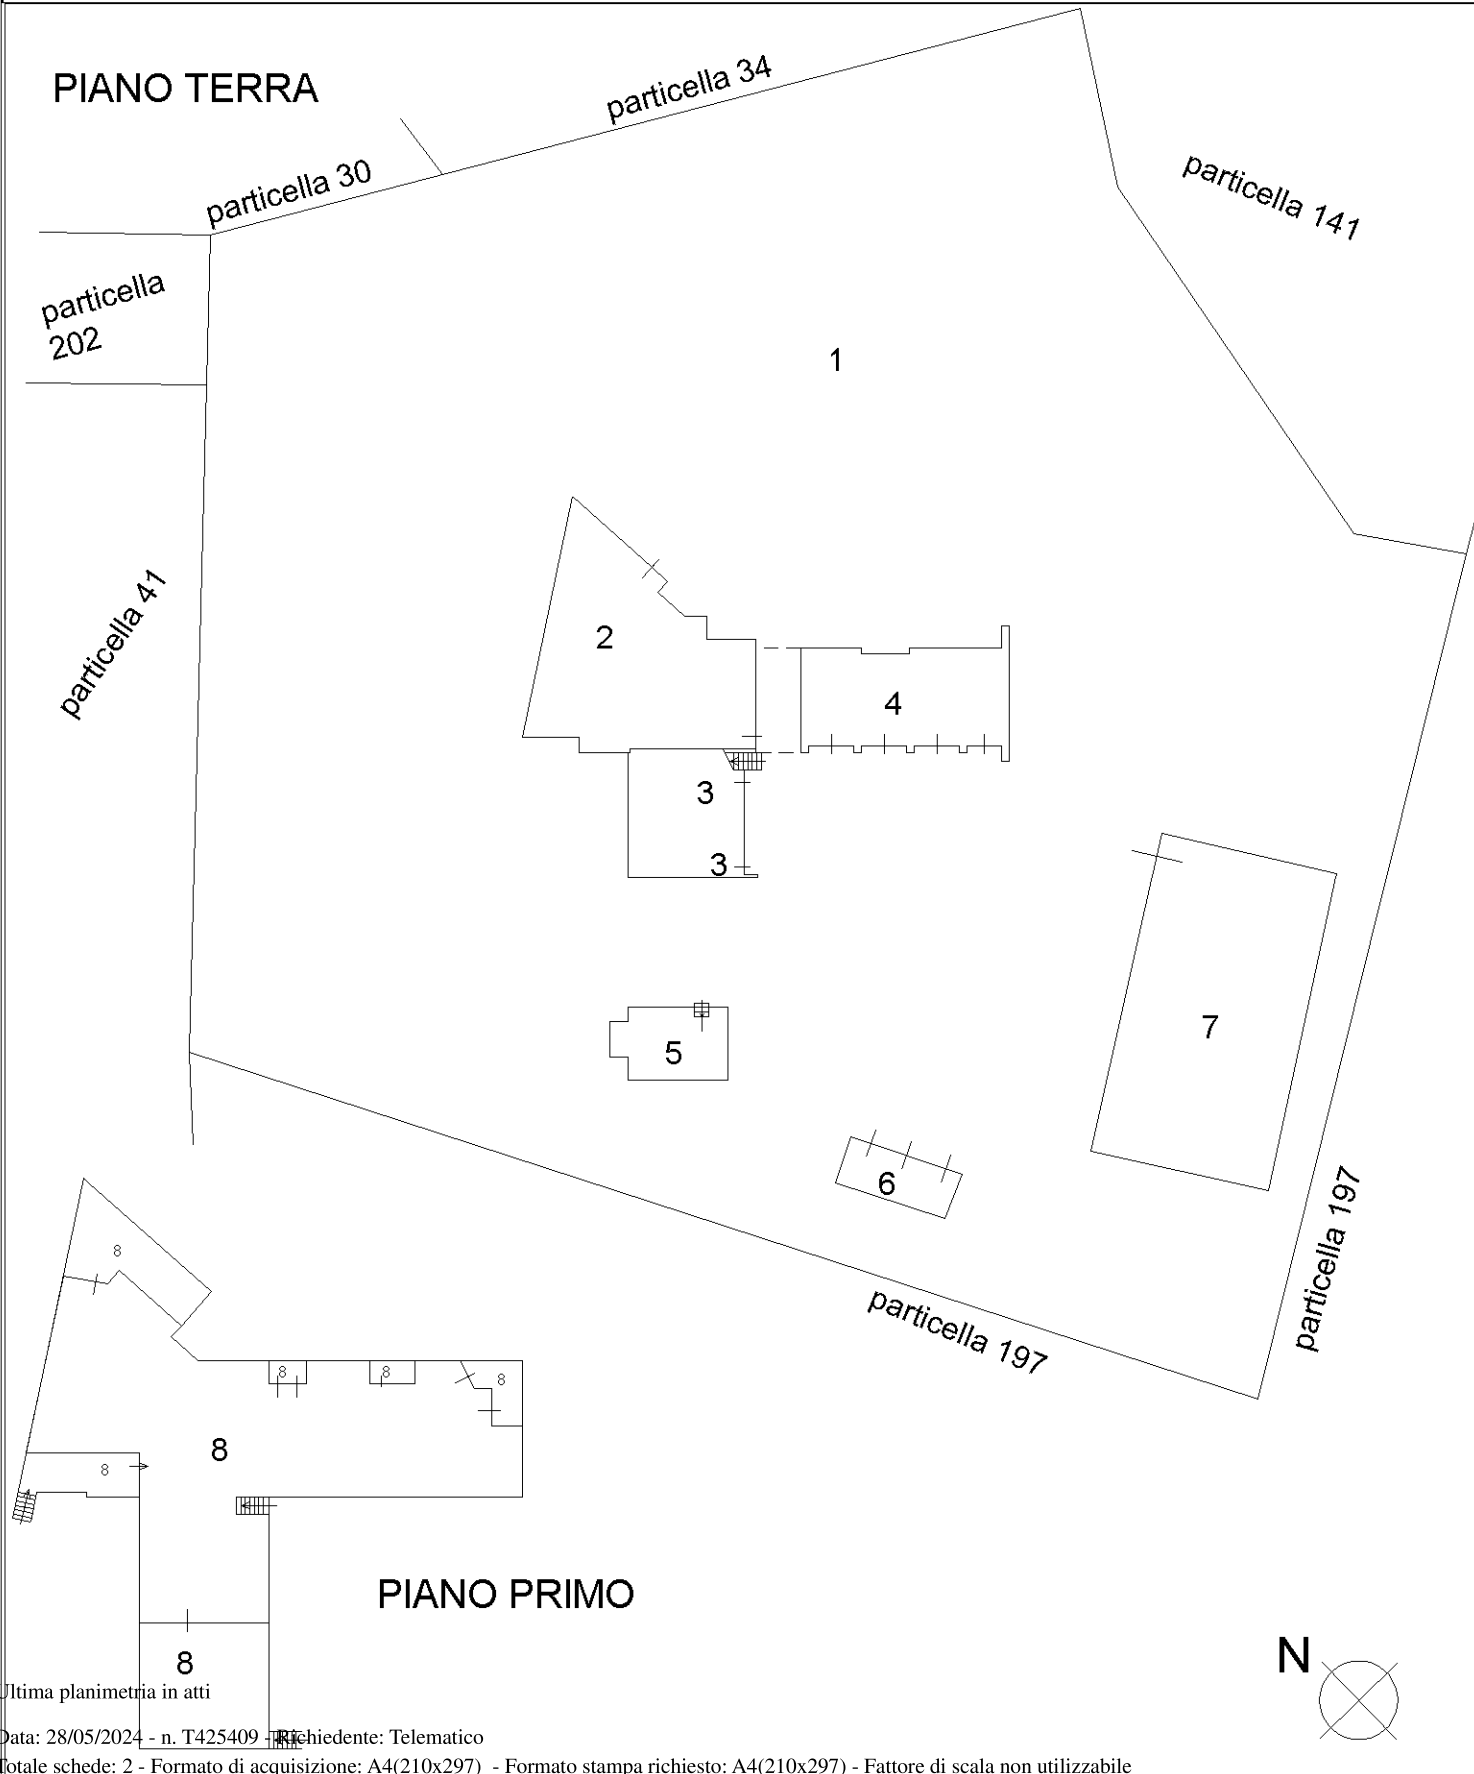 PIANO TERRA
particella 34
particella 30
particella 141
particella
202
1
particella 41
2
4
3
3
7
5
6
particella 197
particella 197
8
8
8
8
8
8
PIANO PRIMO
8
N
Ultima planimetria in atti
Data: 28/05/2024 - n. T425409 - Richiedente: Telematico
Totale schede: 2 - Formato di acquisizione: A4(210x297) - Formato stampa richiesto: A4(210x297) - Fattore di scala non utilizzabile